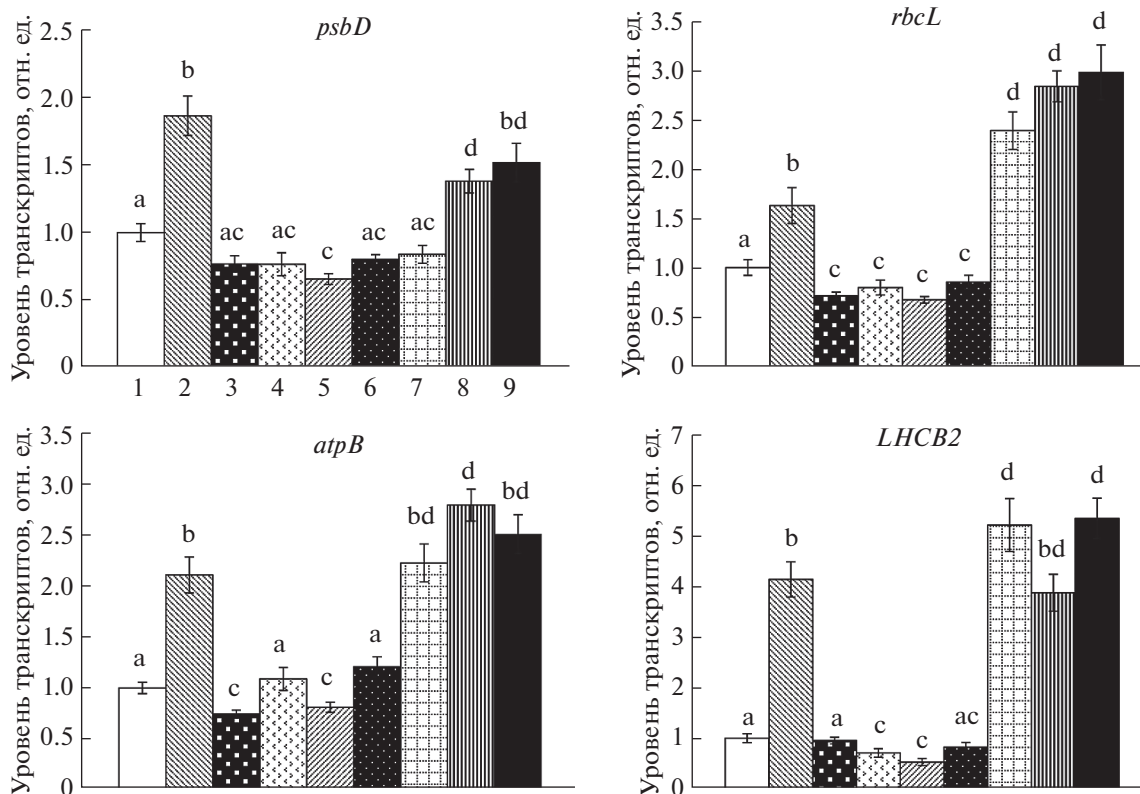 psbD
Уровень транскриптов, отн. ед.
2.5
2.0
1.5
1.0
0.5
0
a
b
ac
ac
c
ac
ac
d
bd
1 2 3 4 5 6 7 8 9
rbcL
Уровень транскриптов, отн. ед.
3.5
3.0
2.5
2.0
1.5
1.0
0.5
0
a
b
c
c
c
c
d
d
d
atpB
Уровень транскриптов, отн. ед.
3.5
3.0
2.5
2.0
1.5
1.0
0.5
0
a
b
c
a
c
a
bd
d
bd
LHCB2
Уровень транскриптов, отн. ед.
7
6
5
4
3
2
1
0
a
b
a
c
c
ac
d
bd
d